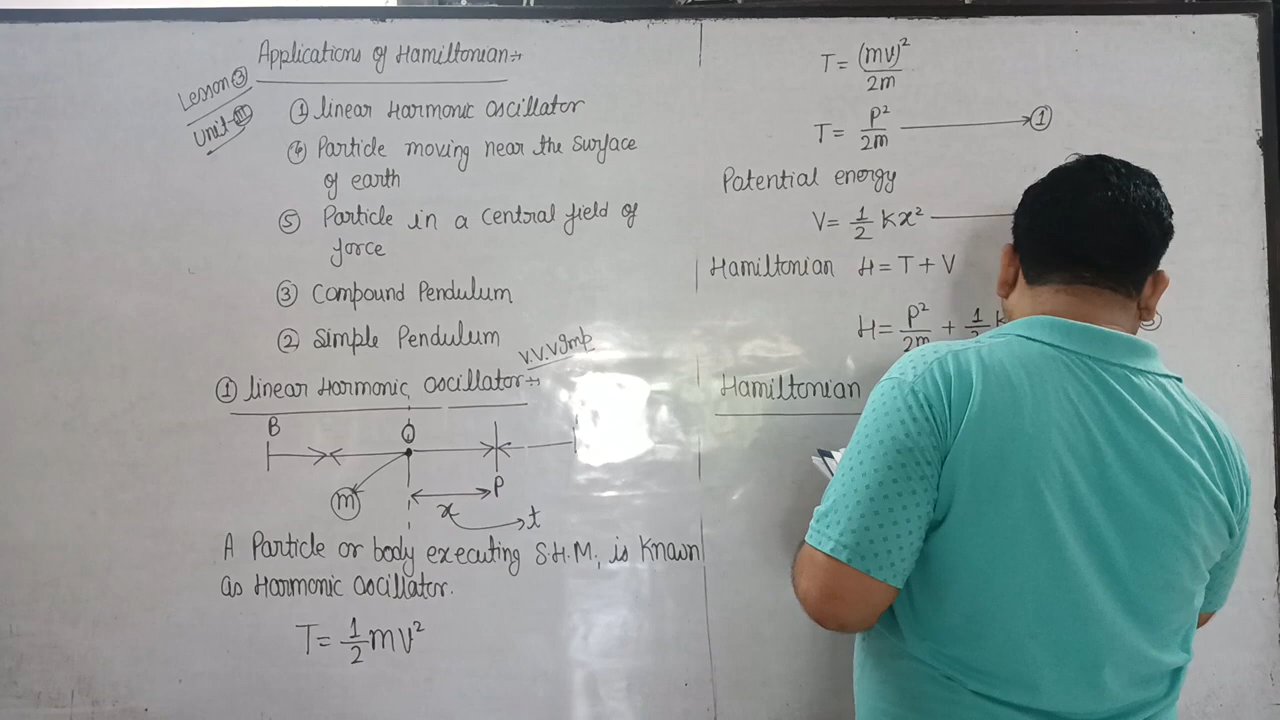 Applications of Hamiltonian:-
Lesson ③
Unit-III
① linear Harmonic oscillator
④ Particle moving near the surface
of earth
⑤ Particle in a central field of
force
③ Compound Pendulum
② Simple Pendulum
V.V.V Imp
① linear Harmonic oscillator:-
B O
m P
x t
A Particle or body executing S.H.M, is known
as Harmonic oscillator.
T = 1/2 mv²
T = (mv)²/2m
T = P²/2m → ①
Potential energy
V = 1/2 Kx²
Hamiltonian H = T + V
H = P²/2m + 1/2 k
Hamiltonian